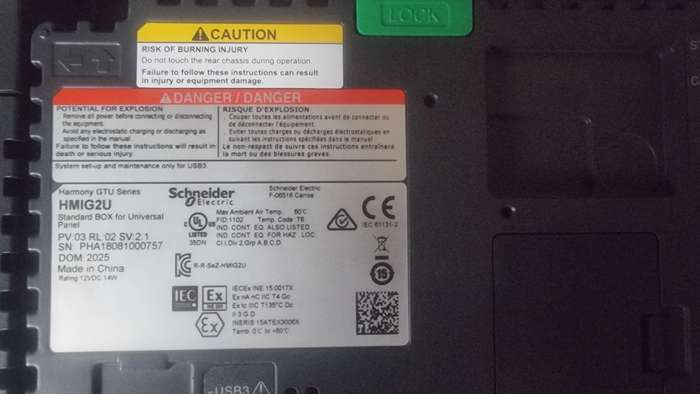 LOCK
CAUTION
RISK OF BURNING INJURY
Do not touch the rear chassis during operation.
Failure to follow these instructions can result
in injury or equipment damage.
DANGER / DANGER
POTENTIAL FOR EXPLOSION
- Remove all power before connecting or disconnecting
the equipment.
- Avoid any electrostatic charging or discharging as
specified in the manual.
Failure to follow these instructions will result in
death or serious injury.
RISQUE D'EXPLOSION
- Couper toutes les alimentations avant de connecter ou
de déconnecter l'équipement.
- Eviter toutes charges ou décharges électrostatiques en
suivant les instructions spécifiées dans le manuel.
Le non-respect de suivre ces instructions entraînera
la mort ou des blessures graves.
System set-up and maintenance only for USB3.
Harmony GTU Series
HMIG2U
Standard BOX for Universal
Panel
PV:03 RL:02 SV:2.1
SN: PHA18081000757
DOM: 2025
Made in China
Rating 12VDC 14W
Schneider
Electric
Schneider Electric
F-06516 Carros
C UL US
LISTED
35DN
Max Ambient Air Temp. 60°C
FID:1102 Temp. Code :T6
IND CONT EQ ALSO LISTED
IND. CONT. EQ. FOR HAZ. LOC.
Cl.I,Div 2,Grp A,B,C,D
CE
IEC 61131-2
R-R-SeZ-HMIG2U
15
IEC
Ex
IECEx INE 15.0017X
Ex nA nC IIC T4 Gc
Ex tc IIIC T135°C Dc
II 3 G D
INERIS 15ATEX3006X
Tamb: 0°C to +60°C
Ex
USB3